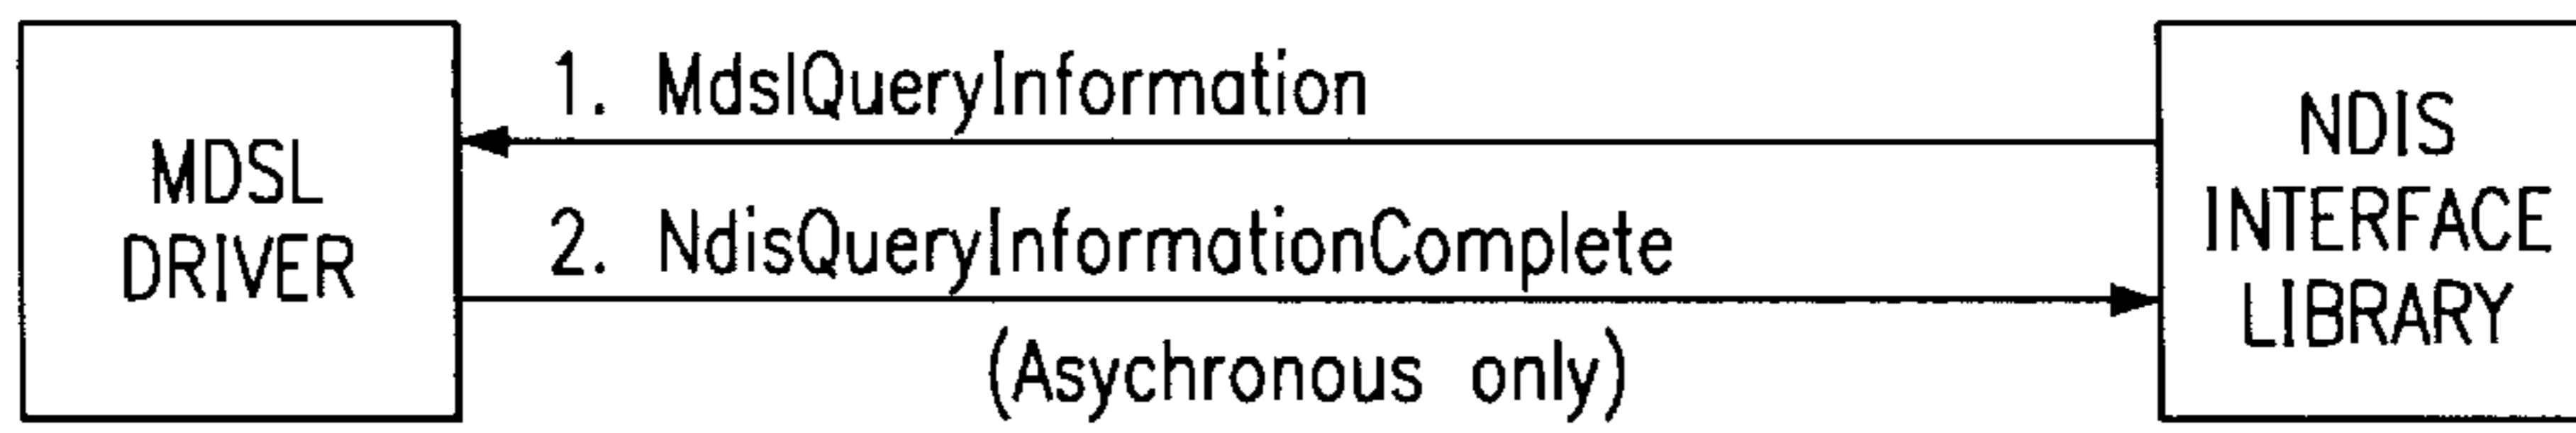 MDSL
DRIVER
1. MdslQueryInformation
2. NdisQueryInformationComplete
(Asychronous only)
NDIS
INTERFACE
LIBRARY